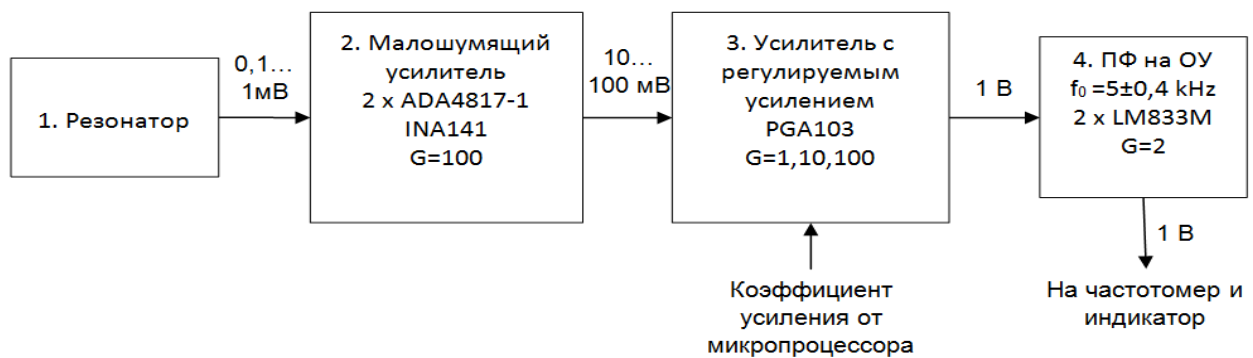 1. Резонатор
0,1…
1мВ
2. Малошумящий
усилитель
2 x ADA4817-1
INA141
G=100
10…
100 мВ
3. Усилитель с
регулируемым
усилением
PGA103
G=1,10,100
1 В
4. ПФ на ОУ
f₀ =5±0,4 kHz
2 x LM833M
G=2
1 В
Коэффициент
усиления от
микропроцессора
На частотомер и
индикатор